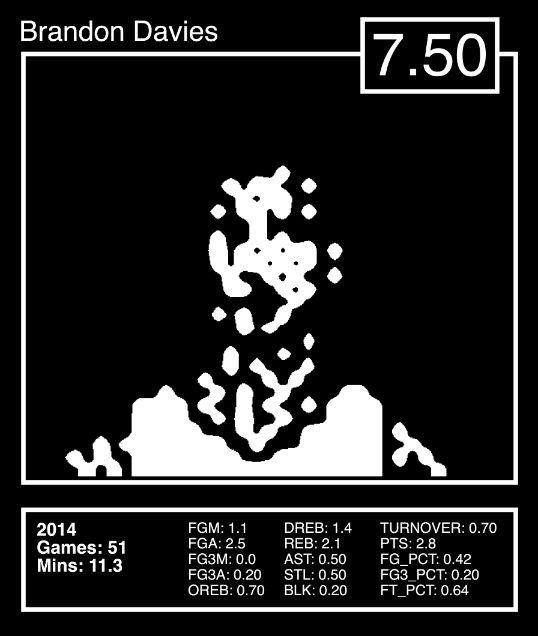 Brandon Davies
7.50
2014
Games: 51
Mins: 11.3
FGM: 1.1
FGA: 2.5
FG3M: 0.0
FG3A: 0.20
OREB: 0.70
DREB: 1.4
REB: 2.1
AST: 0.50
STL: 0.50
BLK: 0.20
TURNOVER: 0.70
PTS: 2.8
FG_PCT: 0.42
FG3_PCT: 0.20
FT_PCT: 0.64